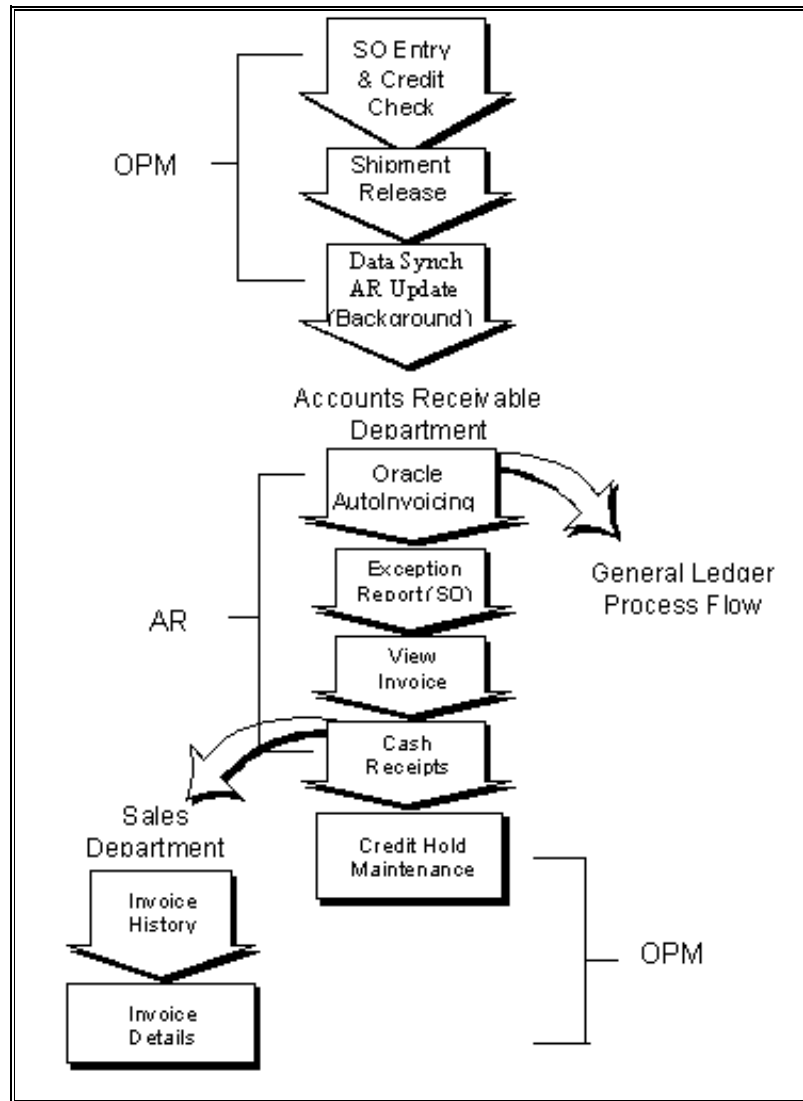 SO Entry
& Credit
Check
OPM
Shipment
Release
Data Synch
AR Update
(Background)
Accounts Receivable
Department
Oracle
AutoInvoicing
General Ledger
Process Flow
Exception
Report(SO)
AR
View
Invoice
Cash
Receipts
Sales
Department
Credit Hold
Maintenance
Invoice
History
OPM
Invoice
Details